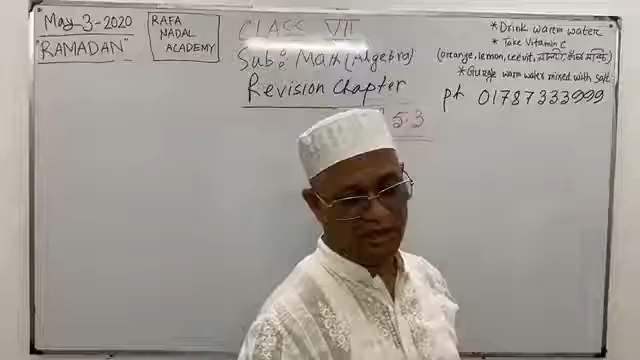 May-3-2020
"RAMADAN"
RAFA
NADAL
ACADEMY
CLASS VII
Sub: Math (Algebra)
Revision Chapter
5.3
* Drink warm water
* Take Vitamin C
(orange, lemon, ceevit,
* Gurgle warm water mixed with salt
ph 01787333999